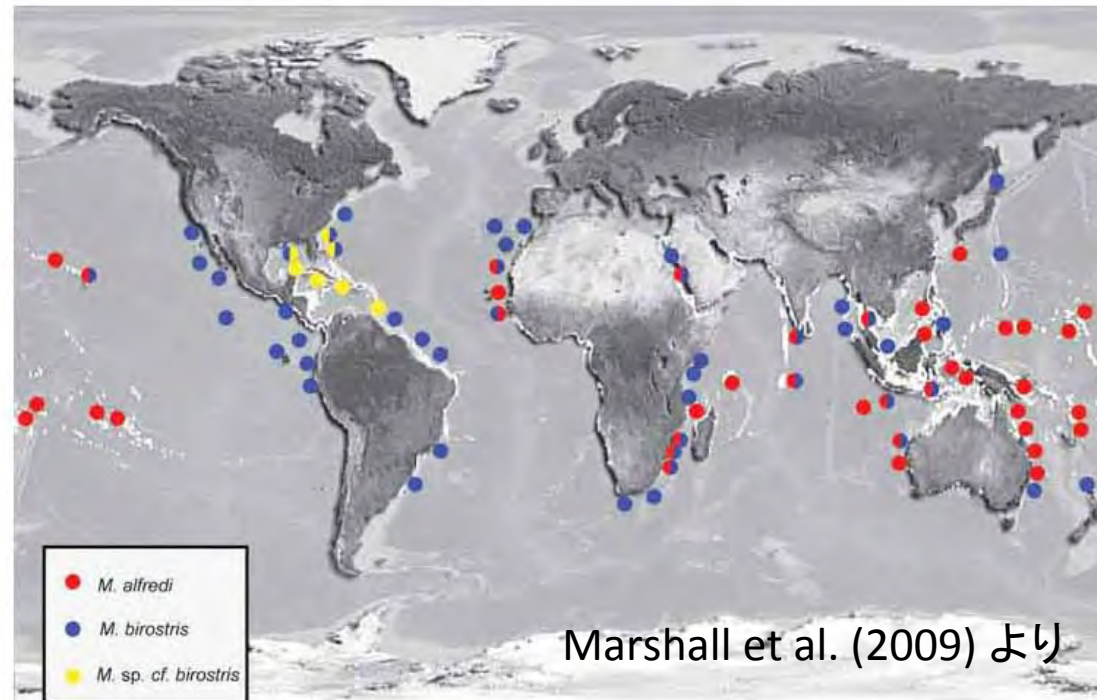 M. alfredi
M. birostris
M. sp. cf. birostris
Marshall et al. (2009) より